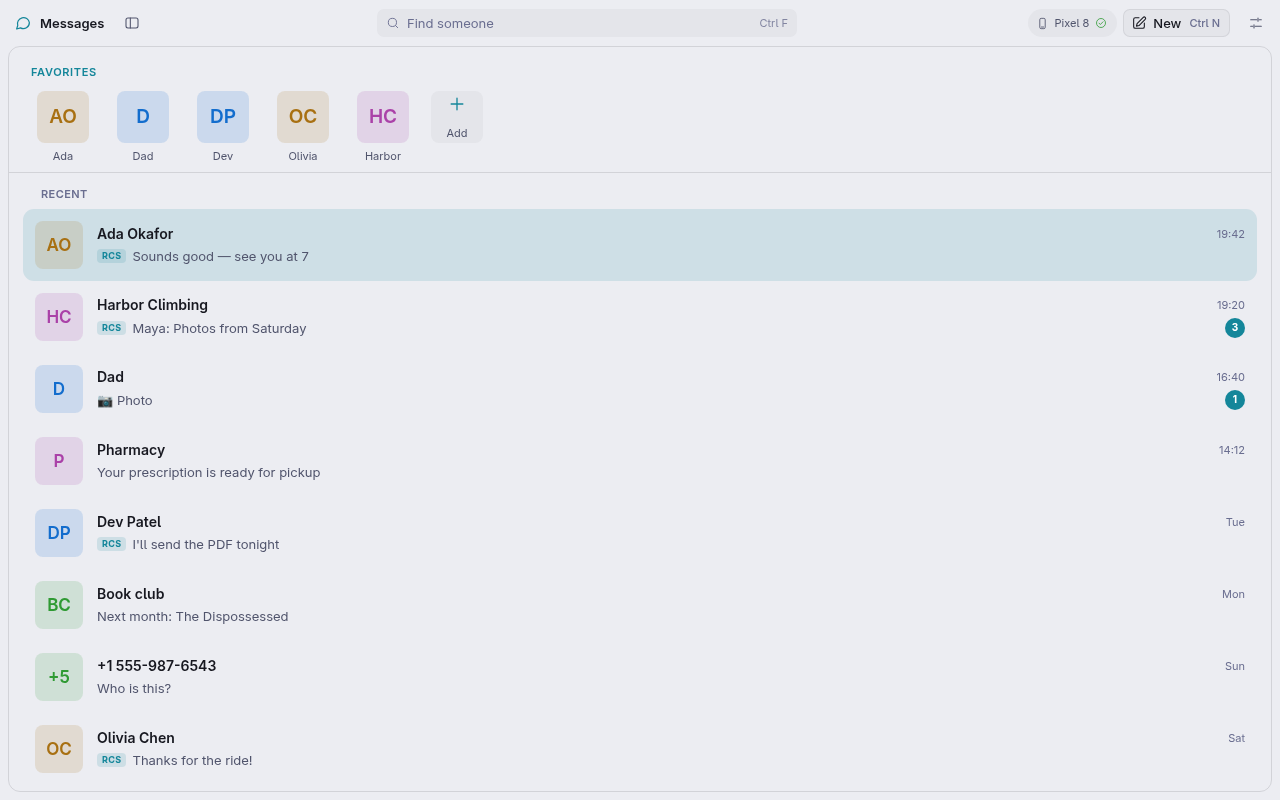 Messages
Find someone
Ctrl F
Pixel 8
New Ctrl N
FAVORITES
AO
D
DP
OC
HC
Ada
Dad
Dev
Olivia
Harbor
Add
RECENT
AO
Ada Okafor
19:42
RCS Sounds good — see you at 7
HC
Harbor Climbing
19:20
RCS Maya: Photos from Saturday
3
D
Dad
16:40
📷 Photo
1
P
Pharmacy
14:12
Your prescription is ready for pickup
DP
Dev Patel
Tue
RCS I'll send the PDF tonight
BC
Book club
Mon
Next month: The Dispossessed
+5
+1 555-987-6543
Sun
Who is this?
OC
Olivia Chen
Sat
RCS Thanks for the ride!